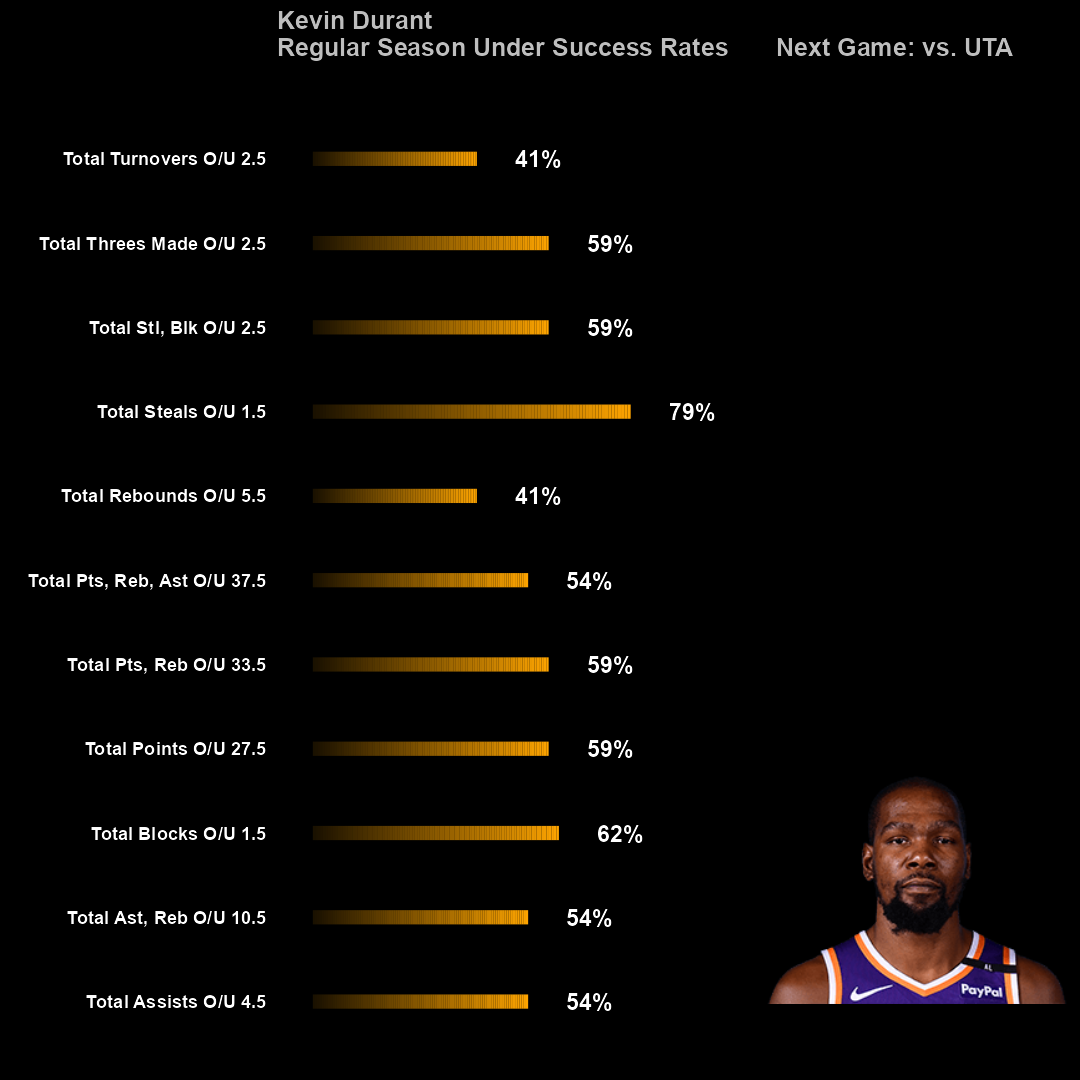 Kevin Durant
Regular Season Under Success Rates
Next Game: vs. UTA
Total Turnovers O/U 2.5 41%
Total Threes Made O/U 2.5 59%
Total Stl, Blk O/U 2.5 59%
Total Steals O/U 1.5 79%
Total Rebounds O/U 5.5 41%
Total Pts, Reb, Ast O/U 37.5 54%
Total Pts, Reb O/U 33.5 59%
Total Points O/U 27.5 59%
Total Blocks O/U 1.5 62%
Total Ast, Reb O/U 10.5 54%
Total Assists O/U 4.5 54%
AL
PayPal